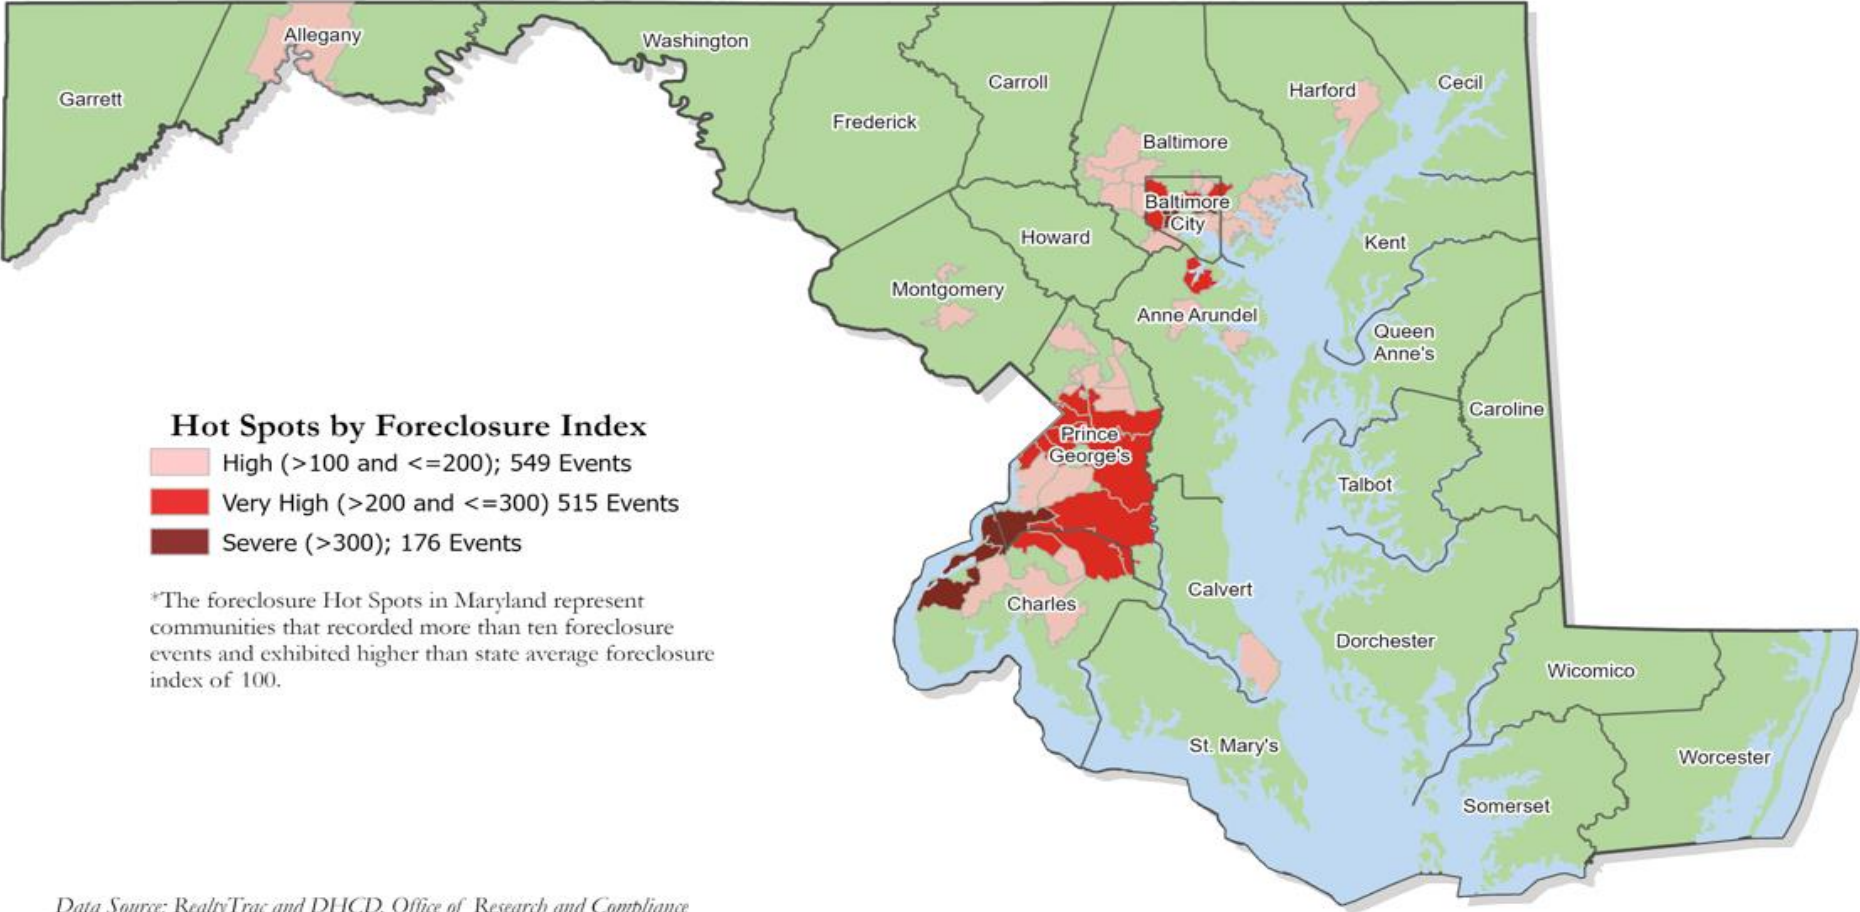 Allegany
Washington
Garrett
Frederick
Carroll
Harford
Cecil
Baltimore
Baltimore
City
Howard
Kent
Montgomery
Anne Arundel
Queen
Anne's
Caroline
Prince
George's
Talbot
Calvert
Charles
Dorchester
Wicomico
St. Mary's
Worcester
Somerset
Hot Spots by Foreclosure Index
High (>100 and <=200); 549 Events
Very High (>200 and <=300) 515 Events
Severe (>300); 176 Events
*The foreclosure Hot Spots in Maryland represent
communities that recorded more than ten foreclosure
events and exhibited higher than state average foreclosure
index of 100.
Data Source: RealtyTrac and DHCD, Office of Research and Compliance